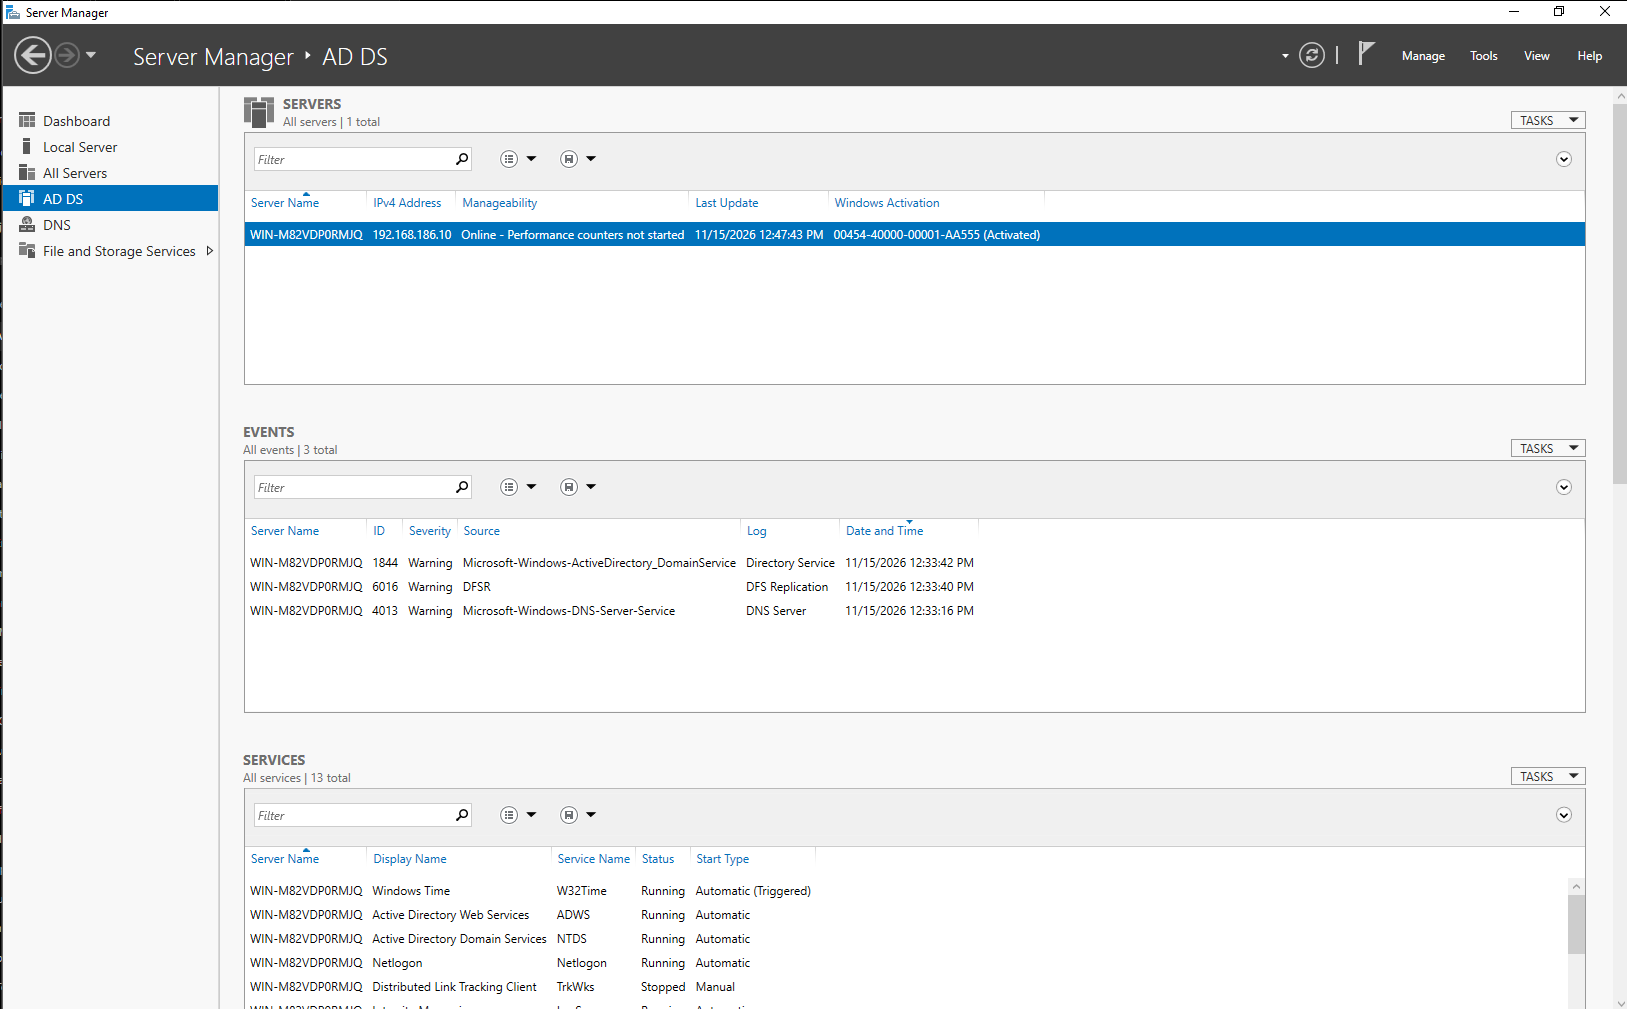 Server Manager
Server Manager ‣ AD DS
Manage Tools View Help
Dashboard
Local Server
All Servers
AD DS
DNS
File and Storage Services
SERVERS
All servers | 1 total
TASKS
Filter
Server Name IPv4 Address Manageability Last Update Windows Activation
WIN-M82VDP0RMJQ 192.168.186.10 Online - Performance counters not started 11/15/2026 12:47:43 PM 00454-40000-00001-AA555 (Activated)
EVENTS
All events | 3 total
TASKS
Filter
Server Name ID Severity Source Log Date and Time
WIN-M82VDP0RMJQ 1844 Warning Microsoft-Windows-ActiveDirectory_DomainService Directory Service 11/15/2026 12:33:42 PM
WIN-M82VDP0RMJQ 6016 Warning DFSR DFS Replication 11/15/2026 12:33:40 PM
WIN-M82VDP0RMJQ 4013 Warning Microsoft-Windows-DNS-Server-Service DNS Server 11/15/2026 12:33:16 PM
SERVICES
All services | 13 total
TASKS
Filter
Server Name Display Name Service Name Status Start Type
WIN-M82VDP0RMJQ Windows Time W32Time Running Automatic (Triggered)
WIN-M82VDP0RMJQ Active Directory Web Services ADWS Running Automatic
WIN-M82VDP0RMJQ Active Directory Domain Services NTDS Running Automatic
WIN-M82VDP0RMJQ Netlogon Netlogon Running Automatic
WIN-M82VDP0RMJQ Distributed Link Tracking Client TrkWks Stopped Manual